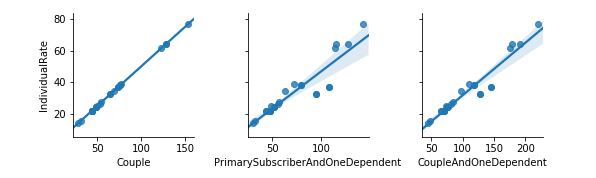 80
60
40
20
IndividualRate
50 100 150
50 100
50 100 150 200
Couple
PrimarySubscriberAndOneDependent
CoupleAndOneDependent